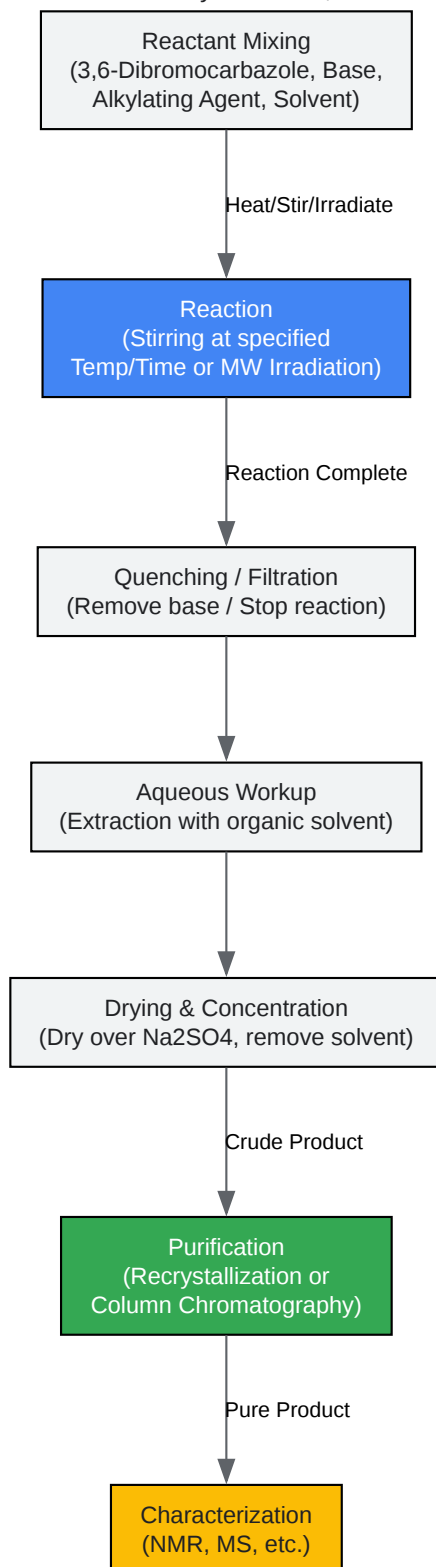 Reactant Mixing
(3,6-Dibromocarbazole, Base,
Alkylating Agent, Solvent)
Heat/Stir/Irradiate
Reaction
(Stirring at specified
Temp/Time or MW Irradiation)
Reaction Complete
Quenching / Filtration
(Remove base / Stop reaction)
Aqueous Workup
(Extraction with organic solvent)
Drying & Concentration
(Dry over Na2SO4, remove solvent)
Crude Product
Purification
(Recrystallization or
Column Chromatography)
Pure Product
Characterization
(NMR, MS, etc.)